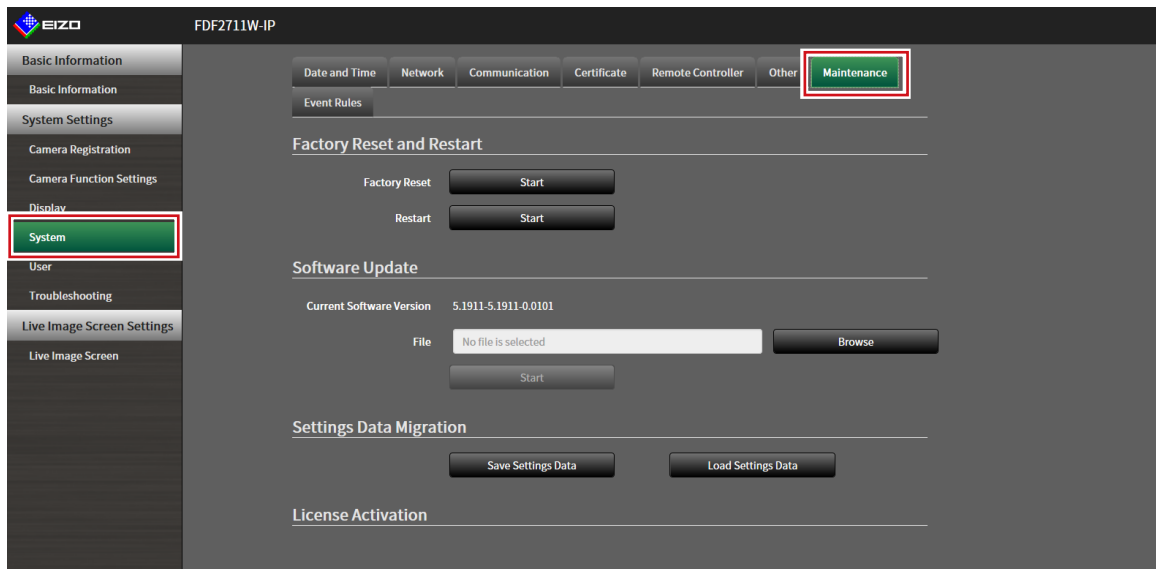 EIZO
FDF2711W-IP
Basic Information
Basic Information
System Settings
Camera Registration
Camera Function Settings
Display
System
User
Troubleshooting
Live Image Screen Settings
Live Image Screen
Date and Time Network Communication Certificate Remote Controller Other Maintenance
Event Rules
Factory Reset and Restart
Factory Reset Start
Restart Start
Software Update
Current Software Version 5.1911-5.1911-0.0101
File No file is selected Browse
Start
Settings Data Migration
Save Settings Data Load Settings Data
License Activation